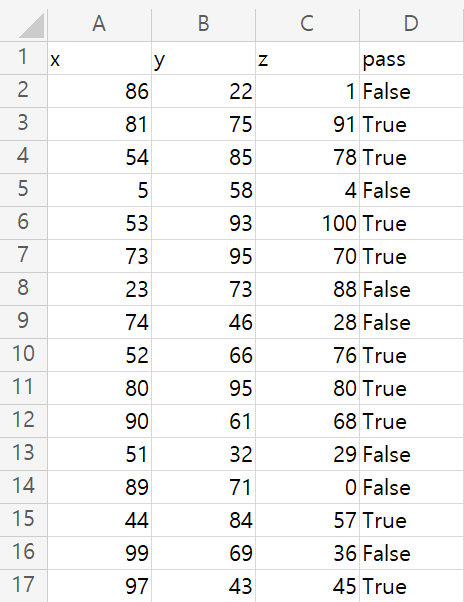 A B C D
1 x y z pass
2 86 22 1 False
3 81 75 91 True
4 54 85 78 True
5 5 58 4 False
6 53 93 100 True
7 73 95 70 True
8 23 73 88 False
9 74 46 28 False
10 52 66 76 True
11 80 95 80 True
12 90 61 68 True
13 51 32 29 False
14 89 71 0 False
15 44 84 57 True
16 99 69 36 False
17 97 43 45 True